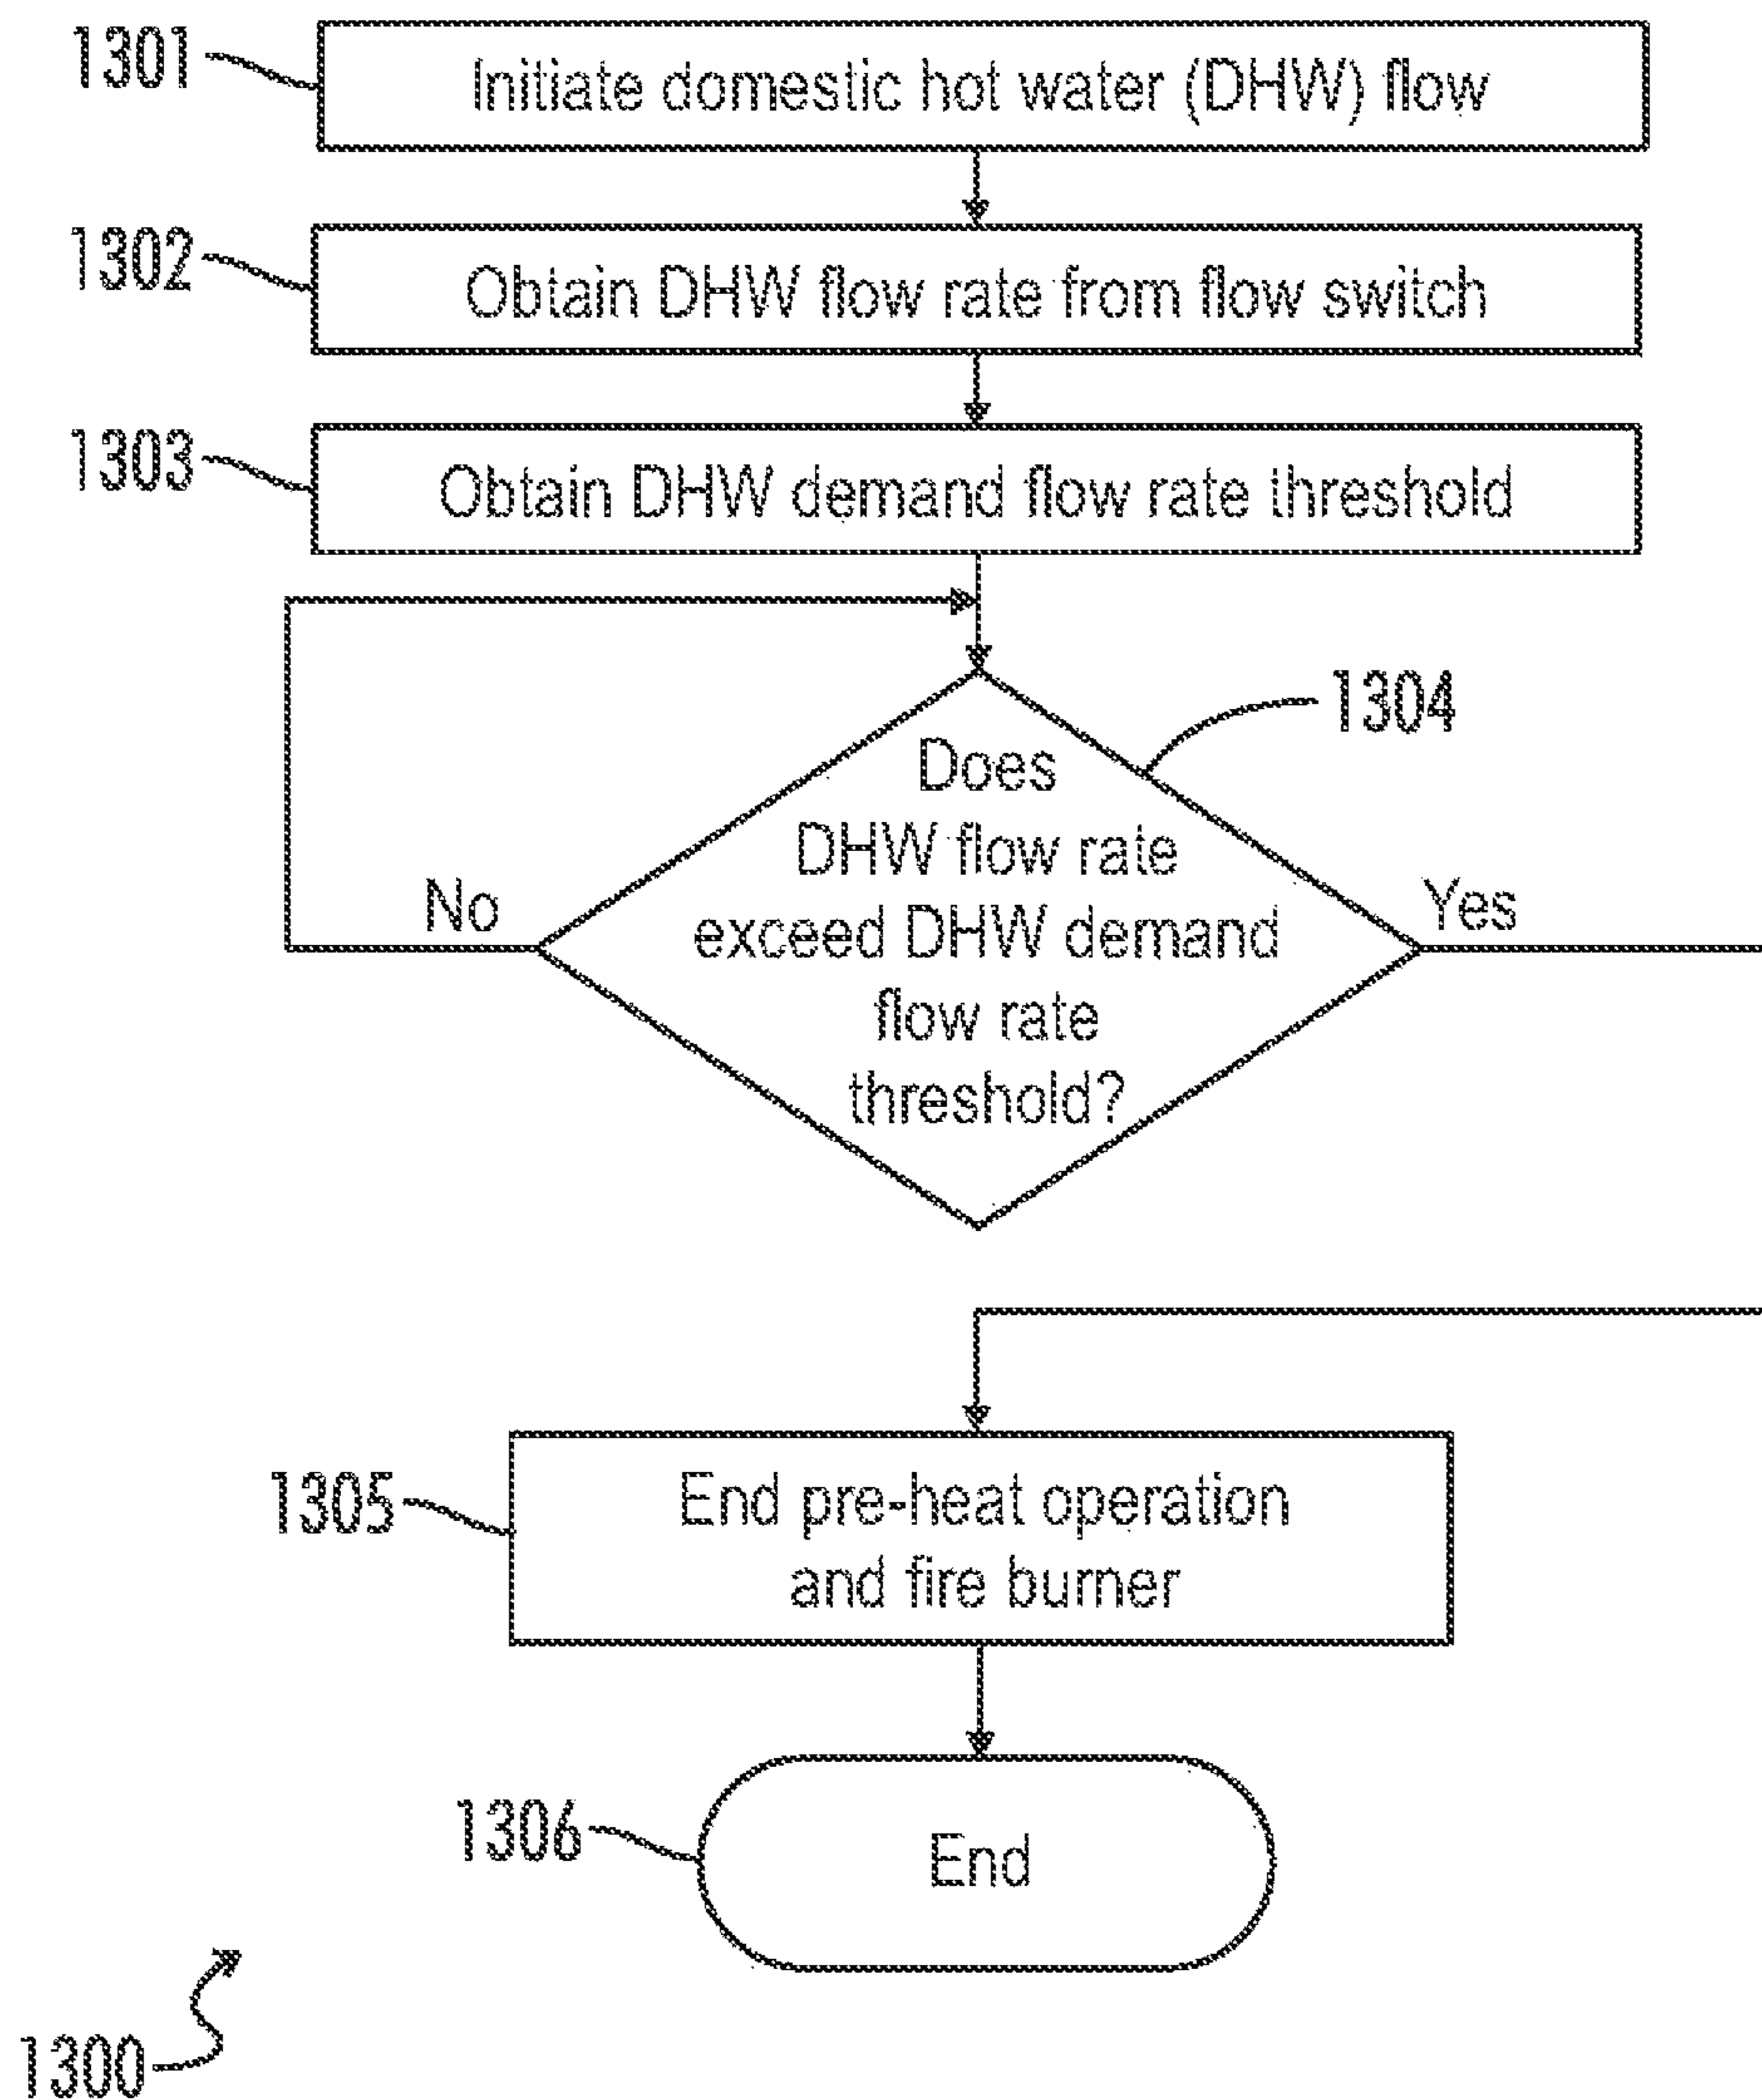 1301
Initiate domestic hot water (DHW) flow
1302
Obtain DHW flow rate from flow switch
1303
Obtain DHW demand flow rate threshold
1304
Does
DHW flow rate
exceed DHW demand
flow rate
threshold?
No
Yes
1305
End pre-heat operation
and fire burner
1306
End
1300